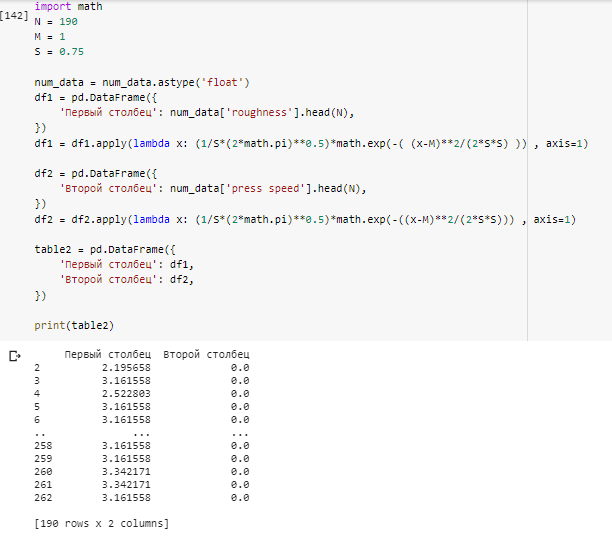 import math
[142]
N = 190
M = 1
S = 0.75
num_data = num_data.astype('float')
df1 = pd.DataFrame({
'Первый столбец': num_data['roughness'].head(N),
})
df1 = df1.apply(lambda x: (1/S*(2*math.pi)**0.5)*math.exp(-( (x-M)**2/(2*S*S) )) , axis=1)
df2 = pd.DataFrame({
'Второй столбец': num_data['press speed'].head(N),
})
df2 = df2.apply(lambda x: (1/S*(2*math.pi)**0.5)*math.exp(-((x-M)**2/(2*S*S))) , axis=1)
table2 = pd.DataFrame({
'Первый столбец': df1,
'Второй столбец': df2,
})
print(table2)
Первый столбец Второй столбец
2 2.195658 0.0
3 3.161558 0.0
4 2.522803 0.0
5 3.161558 0.0
6 3.161558 0.0
.. ... ...
258 3.161558 0.0
259 3.161558 0.0
260 3.342171 0.0
261 3.342171 0.0
262 3.161558 0.0
[190 rows x 2 columns]